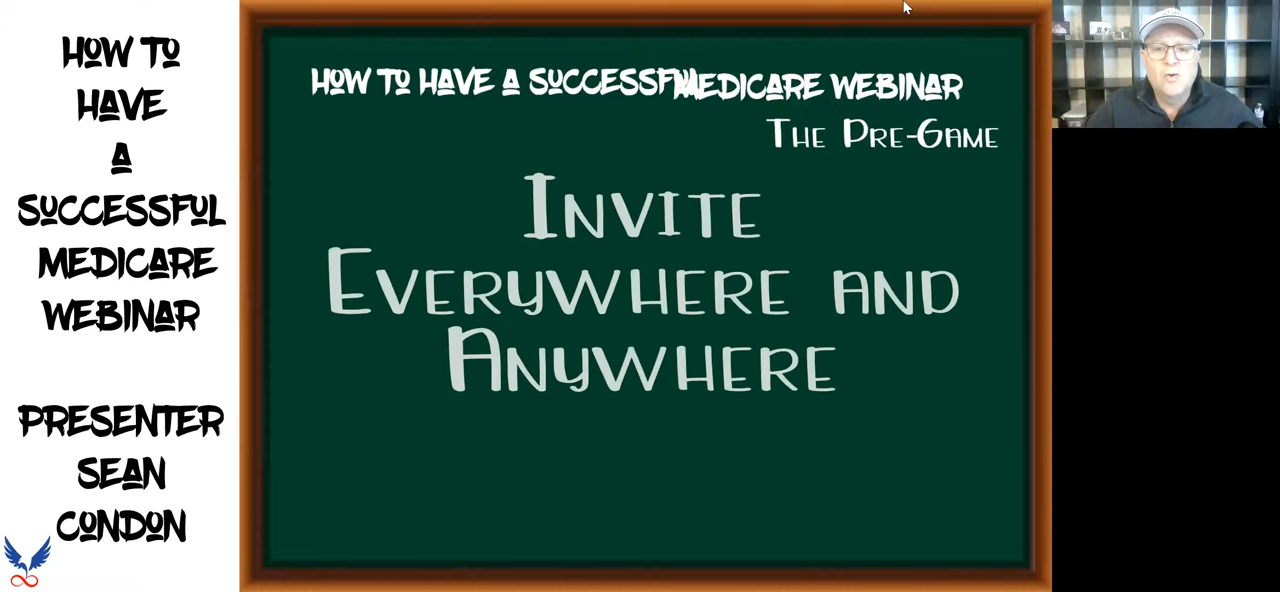 HOW TO
HAVE
A
SUCCESSFUL
MEDICARE
WEBINAR
PRESENTER
SEAN
CONDON
HOW TO HAVE A SUCCESSFUL MEDICARE WEBINAR
THE PRE-GAME
INVITE
EVERYWHERE AND
ANYWHERE